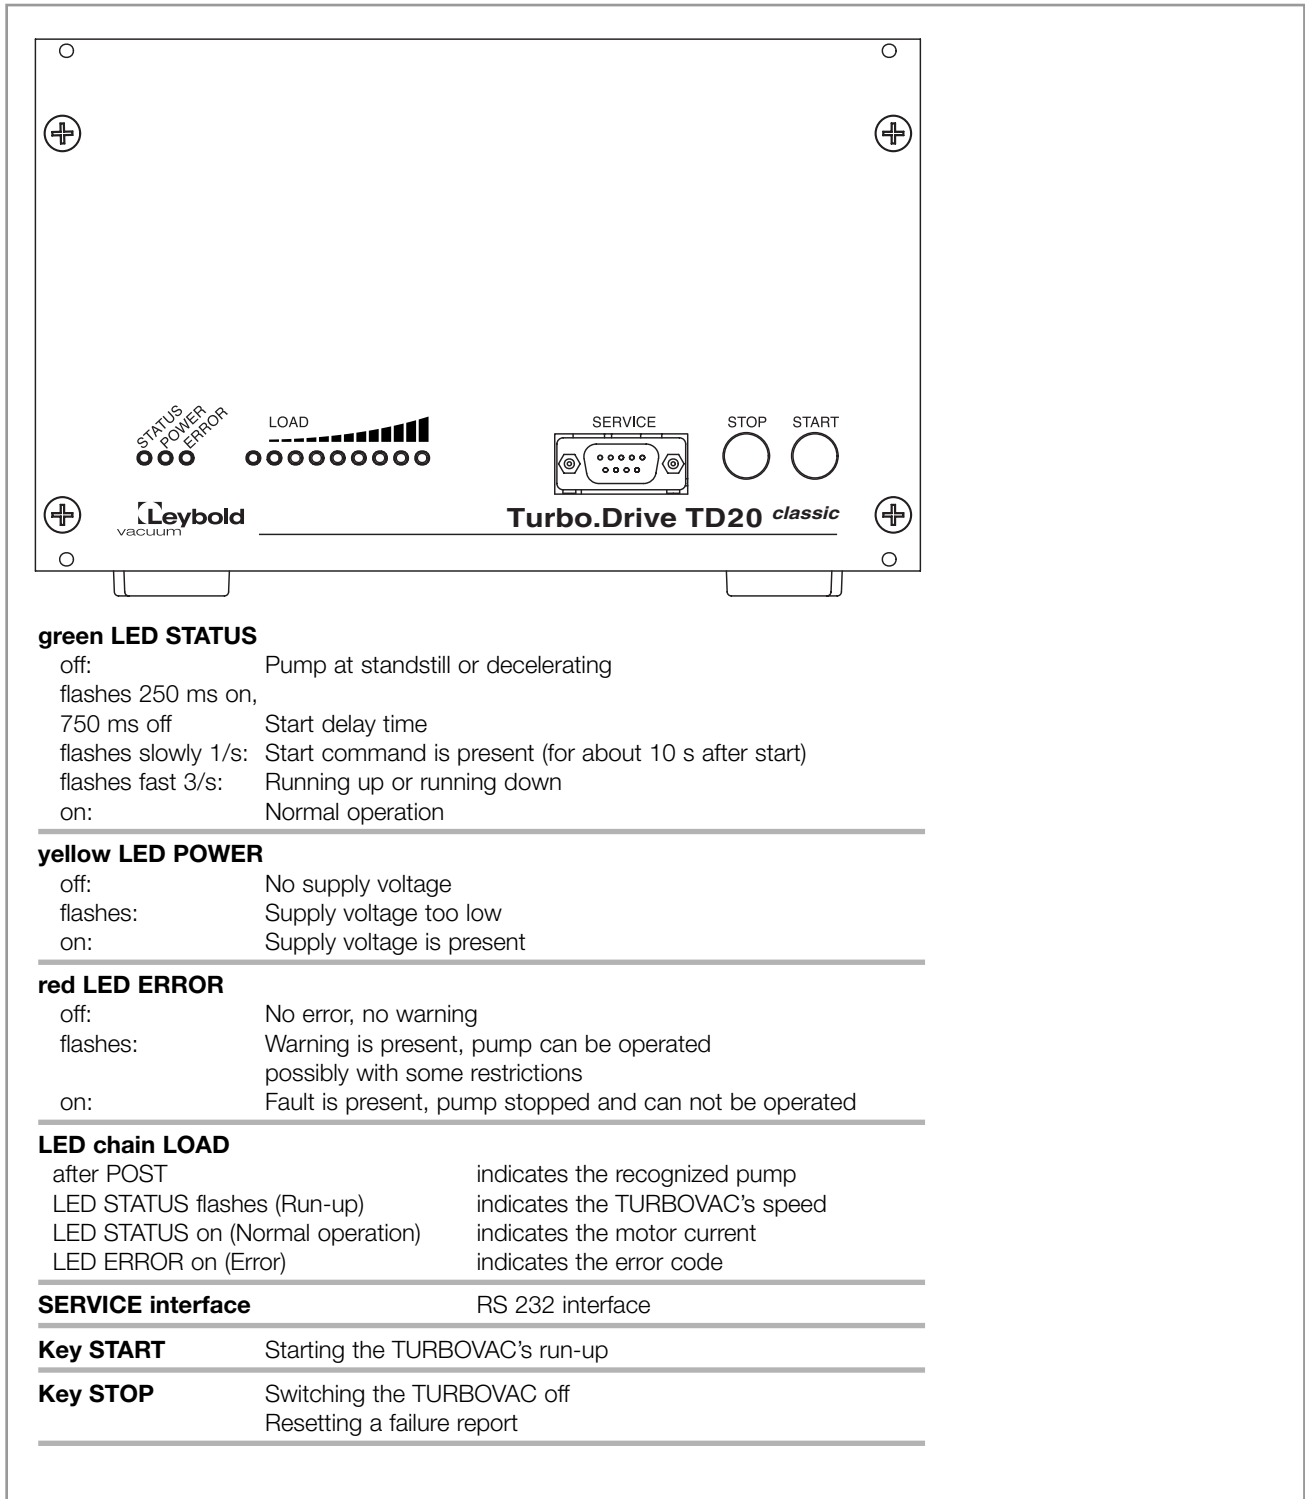 STATUS
POWER
ERROR
LOAD
SERVICE
STOP
START
Leybold
vacuum
Turbo.Drive TD20 classic
green LED STATUS
off: Pump at standstill or decelerating
flashes 250 ms on,
750 ms off Start delay time
flashes slowly 1/s: Start command is present (for about 10 s after start)
flashes fast 3/s: Running up or running down
on: Normal operation
yellow LED POWER
off: No supply voltage
flashes: Supply voltage too low
on: Supply voltage is present
red LED ERROR
off: No error, no warning
flashes: Warning is present, pump can be operated
possibly with some restrictions
on: Fault is present, pump stopped and can not be operated
LED chain LOAD
after POST indicates the recognized pump
LED STATUS flashes (Run-up) indicates the TURBOVAC’s speed
LED STATUS on (Normal operation) indicates the motor current
LED ERROR on (Error) indicates the error code
SERVICE interface RS 232 interface
Key START Starting the TURBOVAC’s run-up
Key STOP Switching the TURBOVAC off
Resetting a failure report